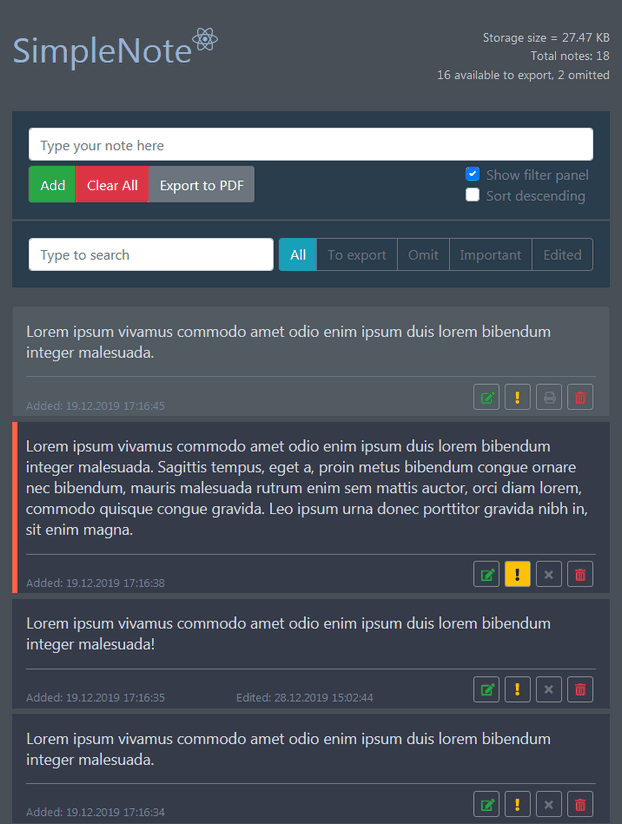 SimpleNote
Storage size = 27.47 KB
Total notes: 18
16 available to export, 2 omitted
Type your note here
Add Clear All Export to PDF
Show filter panel
Sort descending
Type to search
All To export Omit Important Edited
Lorem ipsum vivamus commodo amet odio enim ipsum duis lorem bibendum
integer malesuada.
Added: 19.12.2019 17:16:45
Lorem ipsum vivamus commodo amet odio enim ipsum duis lorem bibendum
integer malesuada. Sagittis tempus, eget a, proin metus bibendum congue ornare
nec bibendum, mauris malesuada rutrum enim sem mattis auctor, orci diam lorem,
commodo quisque congue gravida. Leo ipsum urna donec porttitor gravida nibh in,
sit enim magna.
Added: 19.12.2019 17:16:38
Lorem ipsum vivamus commodo amet odio enim ipsum duis lorem bibendum
integer malesuada!
Added: 19.12.2019 17:16:35 Edited: 28.12.2019 15:02:44
Lorem ipsum vivamus commodo amet odio enim ipsum duis lorem bibendum
integer malesuada.
Added: 19.12.2019 17:16:34